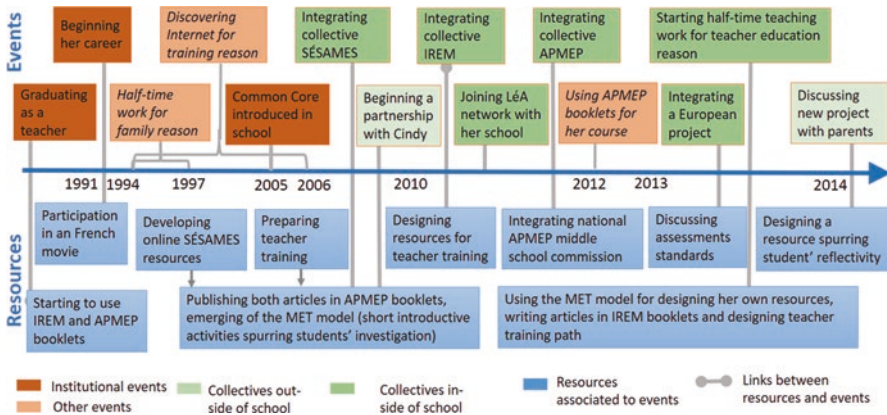 Events
Beginning
her career
Discovering Internet for
training reason
Integrating
collective
SÉSAMES
Integrating
collective
IREM
Integrating
collective
APMEP
Starting half-time teaching
work for teacher education
reason
Graduating
as a
teacher
Half-time
work for
family reason
Common Core
introduced in
school
Beginning a
partnership
with Cindy
Joining LéA
network with
her school
Using APMEP
booklets for
her course
Integrating
a European
project
Discussing
new project
with parents
1991
1994
1997
2005
2006
2010
2012
2013
2014
Resources
Participation
in an French
movie
Developing
online SÉSAMES
resources
Preparing
teacher
training
Designing
resources for
teacher training
Integrating national
APMEP middle
school commission
Discussing
assessments
standards
Designing a
resource spurring
student’ reflectivity
Starting to use
IREM and APMEP
booklets
Publishing both articles in APMEP booklets,
emerging of the MET model (short introductive
activities spurring students’ investigation)
Using the MET model for designing her own resources,
writing articles in IREM booklets and designing teacher
training path
Institutional events
Other events
Collectives out-
side of school
Collectives in-
side of school
Resources
associated to events
Links between
resources and events